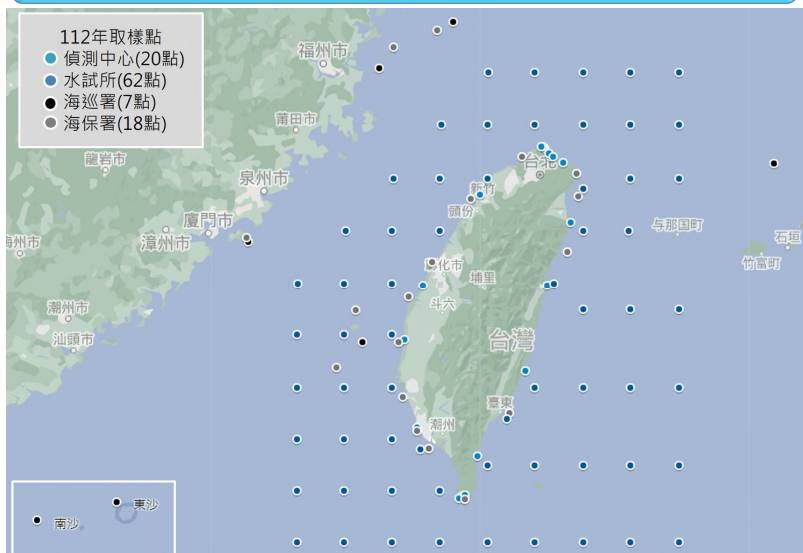 112年取樣點
偵測中心(20點)
水試所(62點)
海巡署(7點)
海保署(18點)
福州市
莆田市
龍岩市
泉州市
廈門市
漳州市
潮州市
汕頭市
台北
新竹
頭份
彰化市
埔里
斗六
台灣
臺東
潮州
与那国町
石垣
竹富町
東沙
南沙